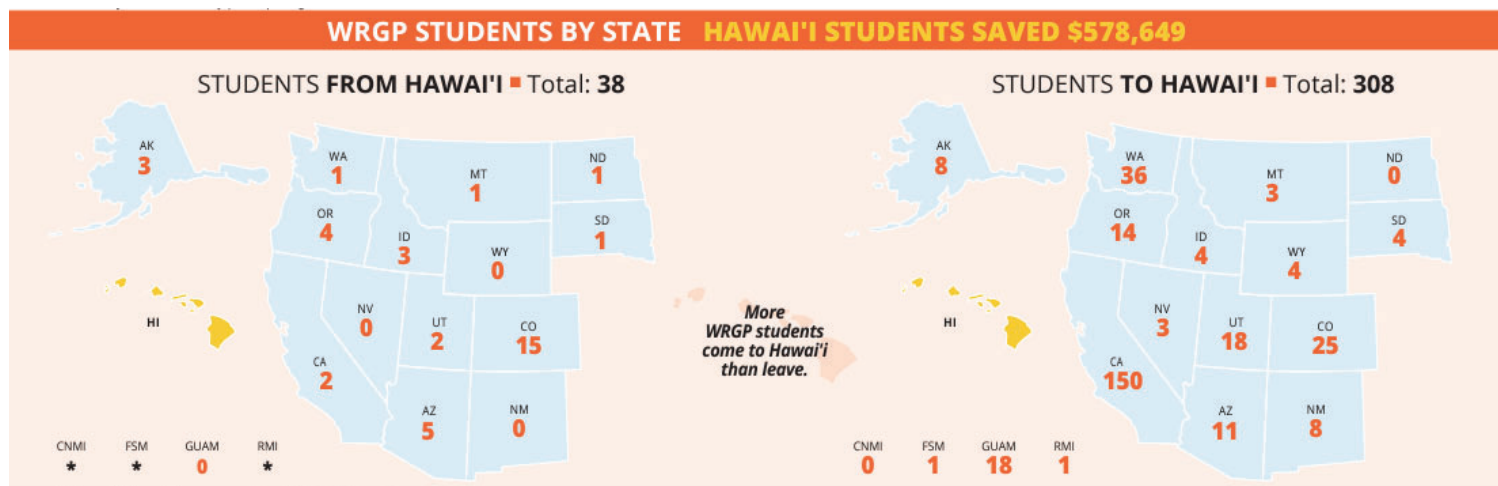 WRGP STUDENTS BY STATE HAWAI'I STUDENTS SAVED $578,649
STUDENTS FROM HAWAI'I ■ Total: 38
AK
3
WA
1
MT
1
ND
1
OR
4
ID
3
SD
1
WY
0
HI
NV
0
UT
2
CO
15
CA
2
AZ
5
NM
0
CNMI
*
FSM
*
GUAM
0
RMI
*
More
WRGP students
come to Hawai'i
than leave.
STUDENTS TO HAWAI'I ■ Total: 308
AK
8
WA
36
MT
3
ND
0
OR
14
ID
4
SD
4
WY
4
HI
NV
3
UT
18
CO
25
CA
150
AZ
11
NM
8
CNMI
0
FSM
1
GUAM
18
RMI
1